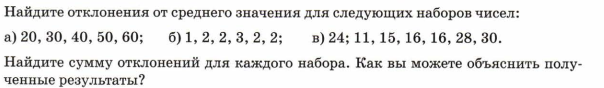 Найдите отклонения от среднего значения для следующих наборов чисел:
а) 20, 30, 40, 50, 60; б) 1, 2, 2, 3, 2, 2; в) 24; 11, 15, 16, 16, 28, 30.
Найдите сумму отклонений для каждого набора. Как вы можете объяснить полу-
ченные результаты?